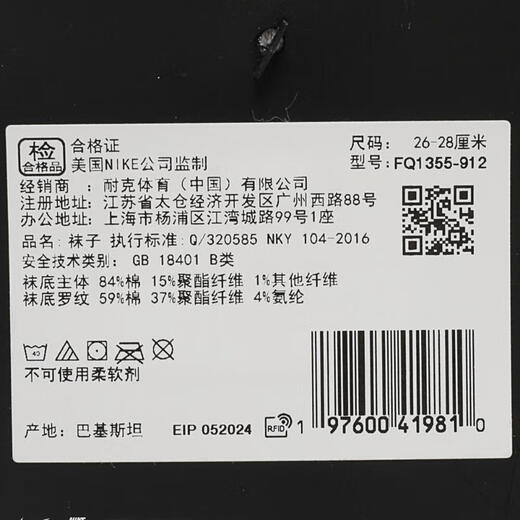 检
合格品
合格证
美国NIKE公司监制
尺码: 26-28厘米
型号: FQ1355-912
经销商: 耐克体育(中国)有限公司
注册地址: 江苏省太仓经济开发区广州西路88号
办公地址: 上海市杨浦区江湾城路99号1座
品名: 袜子 执行标准: Q/320585 NKY 104-2016
安全技术类别: GB 18401 B类
袜底主体 84%棉 15%聚酯纤维 1%其他纤维
袜底罗纹 59%棉 37%聚酯纤维 4%氨纶
40
不可使用柔软剂
产地: 巴基斯坦
EIP 052024
RFID
1 97600 41981 0